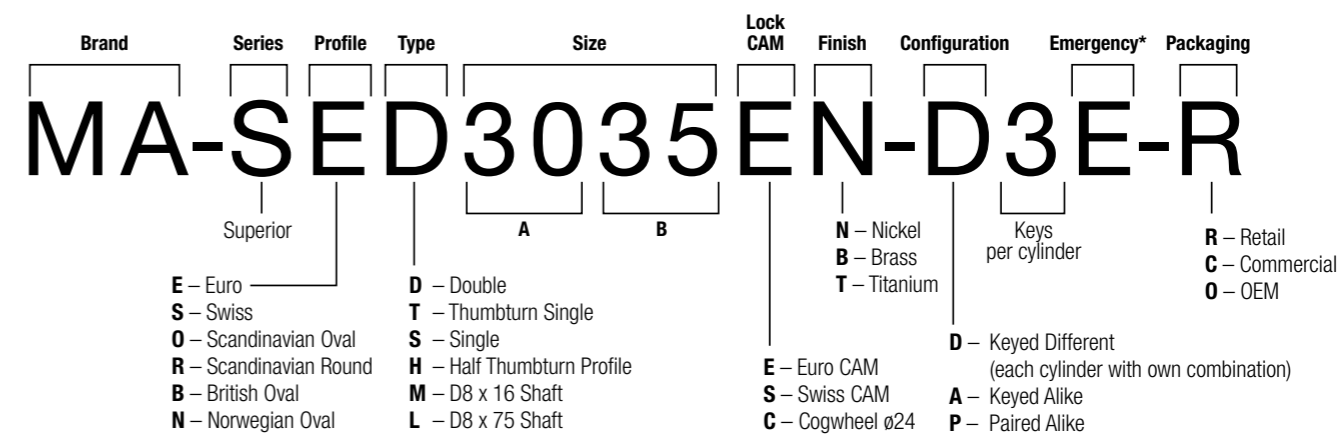 Brand Series Profile Type Size Lock CAM Finish Configuration Emergency* Packaging
MA-SED3035EN-D3E-R
Superior
A B
Keys per cylinder
E – Euro
S – Swiss
O – Scandinavian Oval
R – Scandinavian Round
B – British Oval
N – Norwegian Oval
D – Double
T – Thumbturn Single
S – Single
H – Half Thumbturn Profile
M – D8 x 16 Shaft
L – D8 x 75 Shaft
E – Euro CAM
S – Swiss CAM
C – Cogwheel ø24
N – Nickel
B – Brass
T – Titanium
D – Keyed Different
(each cylinder with own combination)
A – Keyed Alike
P – Paired Alike
R – Retail
C – Commercial
O – OEM